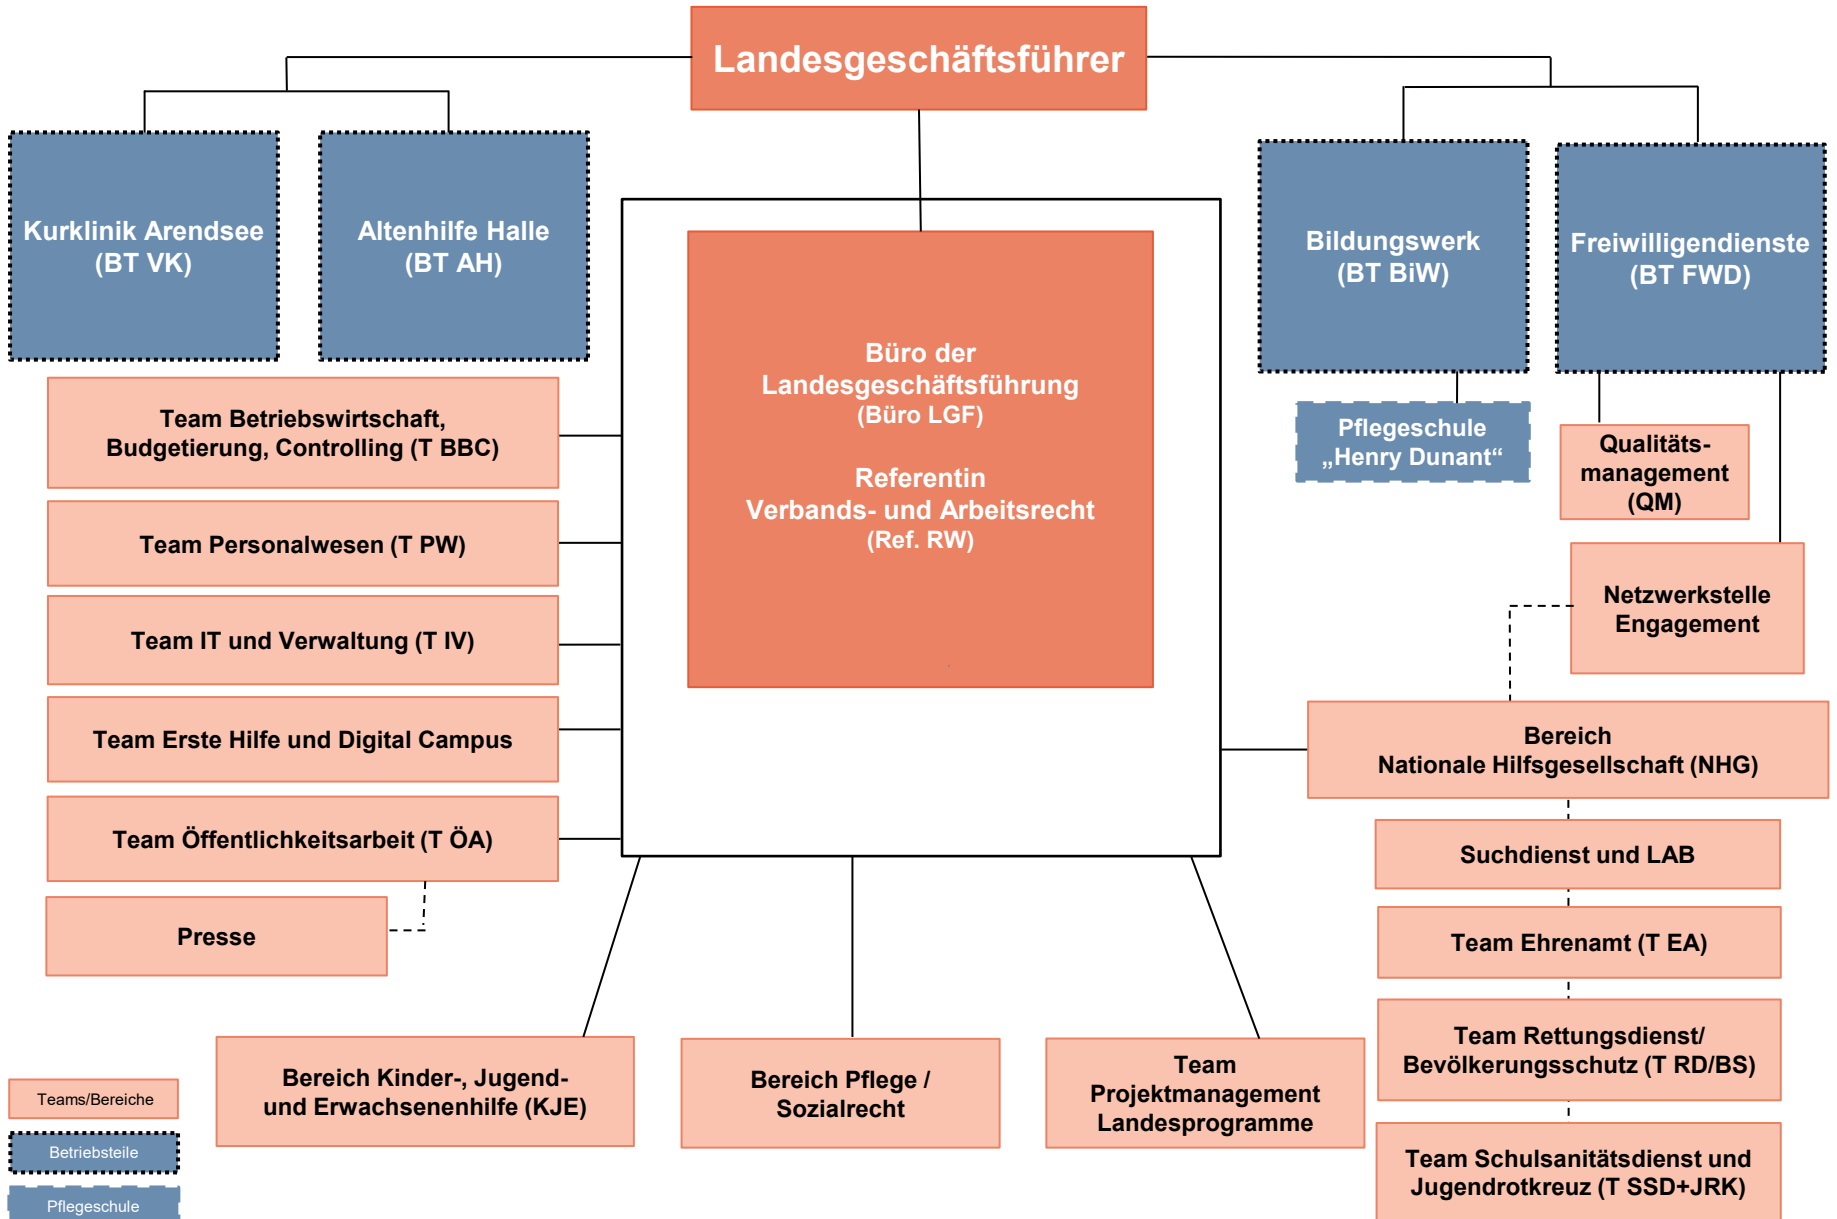 Landesgeschäftsführer
Kurklinik Arendsee
(BT VK)
Altenhilfe Halle
(BT AH)
Bildungswerk
(BT BiW)
Freiwilligendienste
(BT FWD)
Büro der
Landesgeschäftsführung
(Büro LGF)
Referentin
Verbands- und Arbeitsrecht
(Ref. RW)
Team Betriebswirtschaft,
Budgetierung, Controlling (T BBC)
Team Personalwesen (T PW)
Team IT und Verwaltung (T IV)
Team Erste Hilfe und Digital Campus
Team Öffentlichkeitsarbeit (T ÖA)
Presse
Pflegeschule
„Henry Dunant“
Qualitäts-
management
(QM)
Netzwerkstelle
Engagement
Bereich
Nationale Hilfsgesellschaft (NHG)
Suchdienst und LAB
Team Ehrenamt (T EA)
Team Rettungsdienst/
Bevölkerungsschutz (T RD/BS)
Team Schulsanitätsdienst und
Jugendrotkreuz (T SSD+JRK)
Bereich Kinder-, Jugend-
und Erwachsenenhilfe (KJE)
Bereich Pflege /
Sozialrecht
Team
Projektmanagement
Landesprogramme
Teams/Bereiche
Betriebsteile
Pflegeschule